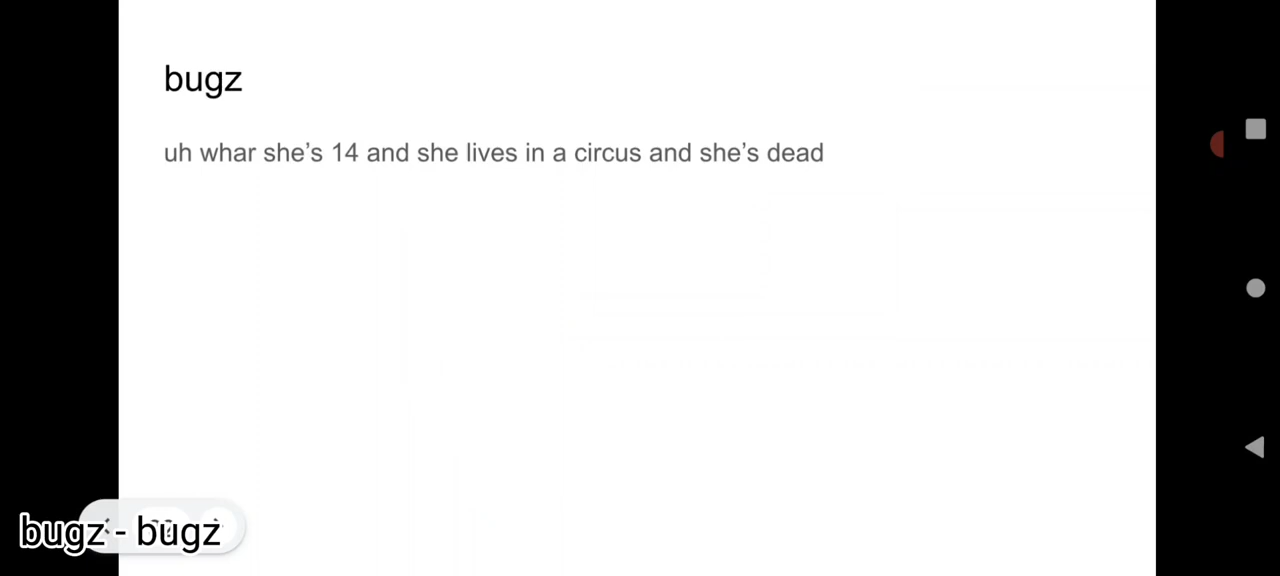 bugz
uh whar she’s 14 and she lives in a circus and she’s dead
bugz - bugz